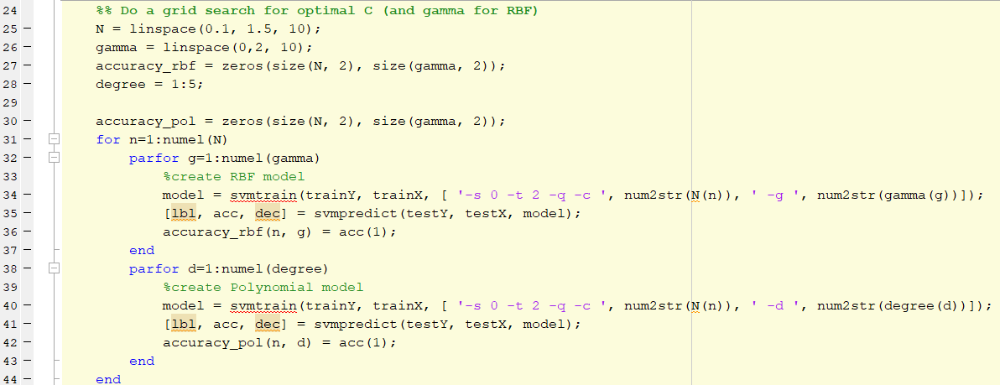 24 %% Do a grid search for optimal C (and gamma for RBF)
25 N = linspace(0.1, 1.5, 10);
26 gamma = linspace(0,2, 10);
27 accuracy_rbf = zeros(size(N, 2), size(gamma, 2));
28 degree = 1:5;
29
30 accuracy_pol = zeros(size(N, 2), size(gamma, 2));
31 for n=1:numel(N)
32 parfor g=1:numel(gamma)
33 %create RBF model
34 model = svmtrain(trainY, trainX, [ '-s 0 -t 2 -q -c ', num2str(N(n)), ' -g ', num2str(gamma(g))]);
35 [lbl, acc, dec] = svmpredict(testY, testX, model);
36 accuracy_rbf(n, g) = acc(1);
37 end
38 parfor d=1:numel(degree)
39 %create Polynomial model
40 model = svmtrain(trainY, trainX, [ '-s 0 -t 2 -q -c ', num2str(N(n)), ' -d ', num2str(degree(d))]);
41 [lbl, acc, dec] = svmpredict(testY, testX, model);
42 accuracy_pol(n, d) = acc(1);
43 end
44 end